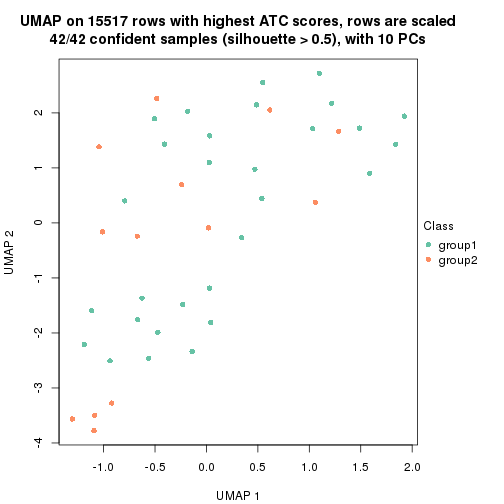 UMAP on 15517 rows with highest ATC scores, rows are scaled
42/42 confident samples (silhouette > 0.5), with 10 PCs
2
1
0
-1
-2
-3
-4
UMAP 2
-1.0 -0.5 0.0 0.5 1.0 1.5 2.0
UMAP 1
Class
group1
group2